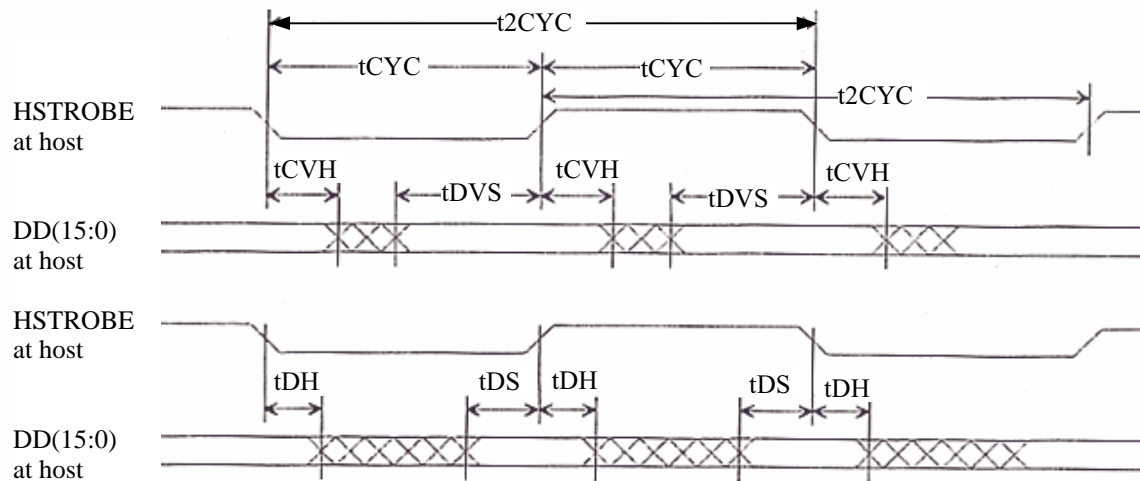 t2CYC
tCYC tCYC
t2CYC
HSTROBE
at host
tCVH tDVS tCVH tDVS tCVH
DD(15:0)
at host
HSTROBE
at host
tDH tDS tDH tDS tDH
DD(15:0)
at host